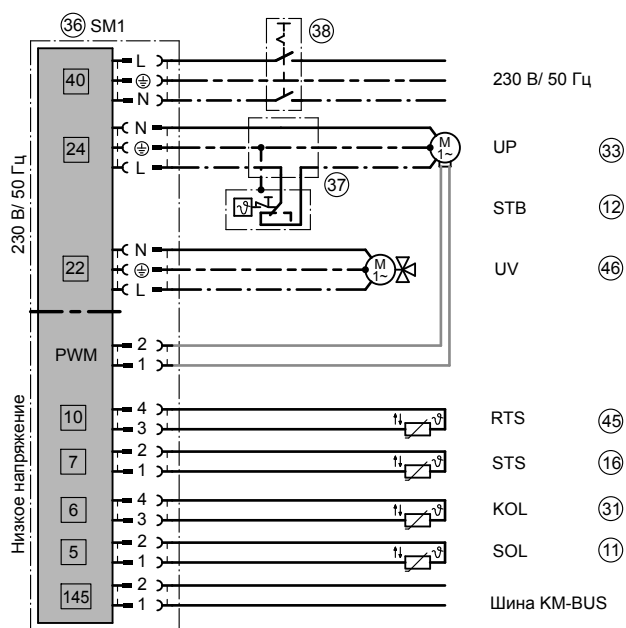 36 SM1 38
40 L 230 В/ 50 Гц
N
24 N M 1~ UP 33
L 37
ϑ STB 12
22 N M 1~ UV 46
L
230 В/ 50 Гц
PWM 2
1
Низкое напряжение
10 4 ϑ RTS 45
3
7 2 ϑ STS 16
1
6 4 ϑ KOL 31
3
5 2 ϑ SOL 11
1
145 2
1 Шина KM-BUS